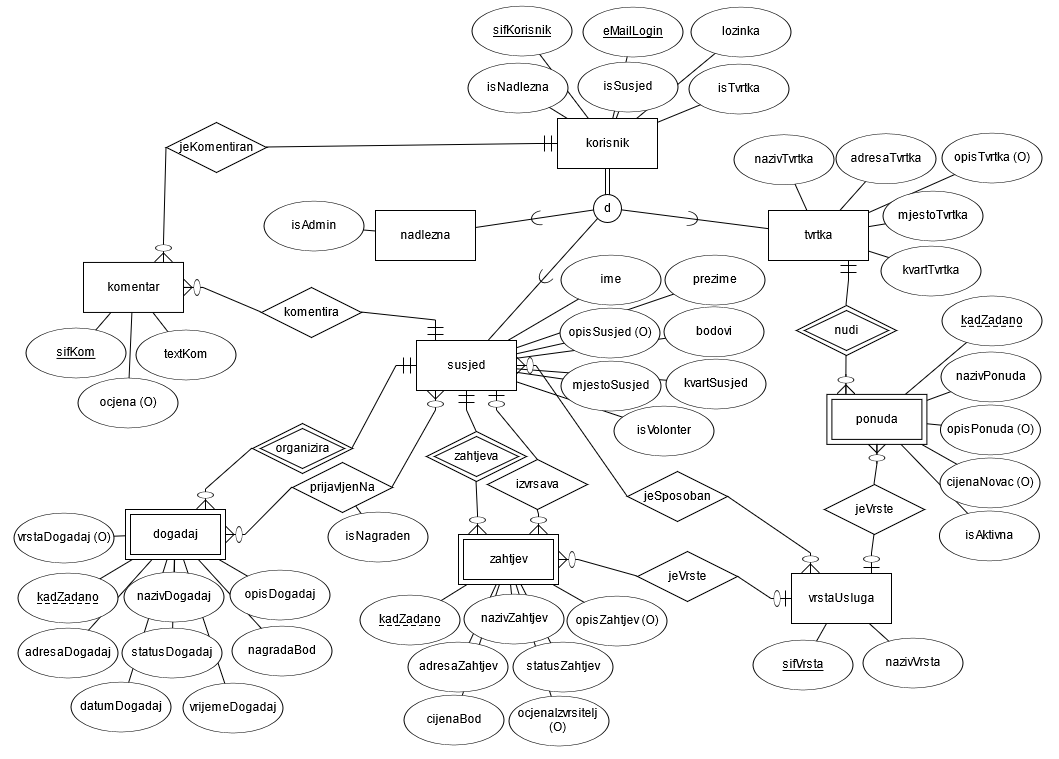 sifKorisnik
eMailLogin
lozinka
isNadlezna
isSusjed
isTvrtka
korisnik
jeKomentiran
nazivTvrtka
adresaTvrtka
opisTvrtka (O)
d
isAdmin
nadlezna
tvrtka
mjestoTvrtka
kvartTvrtka
komentar
ime
prezime
komentira
opisSusjed (O)
bodovi
nudi
kadZadano
sifKom
textKom
susjed
mjestoSusjed
kvartSusjed
nazivPonuda
ocjena (O)
isVolonter
ponuda
opisPonuda (O)
organizira
zahtjeva
prijavljenNa
izvrsava
jeSposoban
cijenaNovac (O)
jeVrste
isAktivna
vrstaDogadaj (O)
dogadaj
isNagraden
zahtjev
jeVrste
vrstaUsluga
kadZadano
nazivDogadaj
opisDogadaj
kadZadano
nazivZahtjev
opisZahtjev (O)
adresaDogadaj
statusDogadaj
nagradaBod
adresaZahtjev
statusZahtjev
sifVrsta
nazivVrsta
datumDogadaj
vrijemeDogadaj
cijenaBod
ocjenaIzvrsitelj
(O)